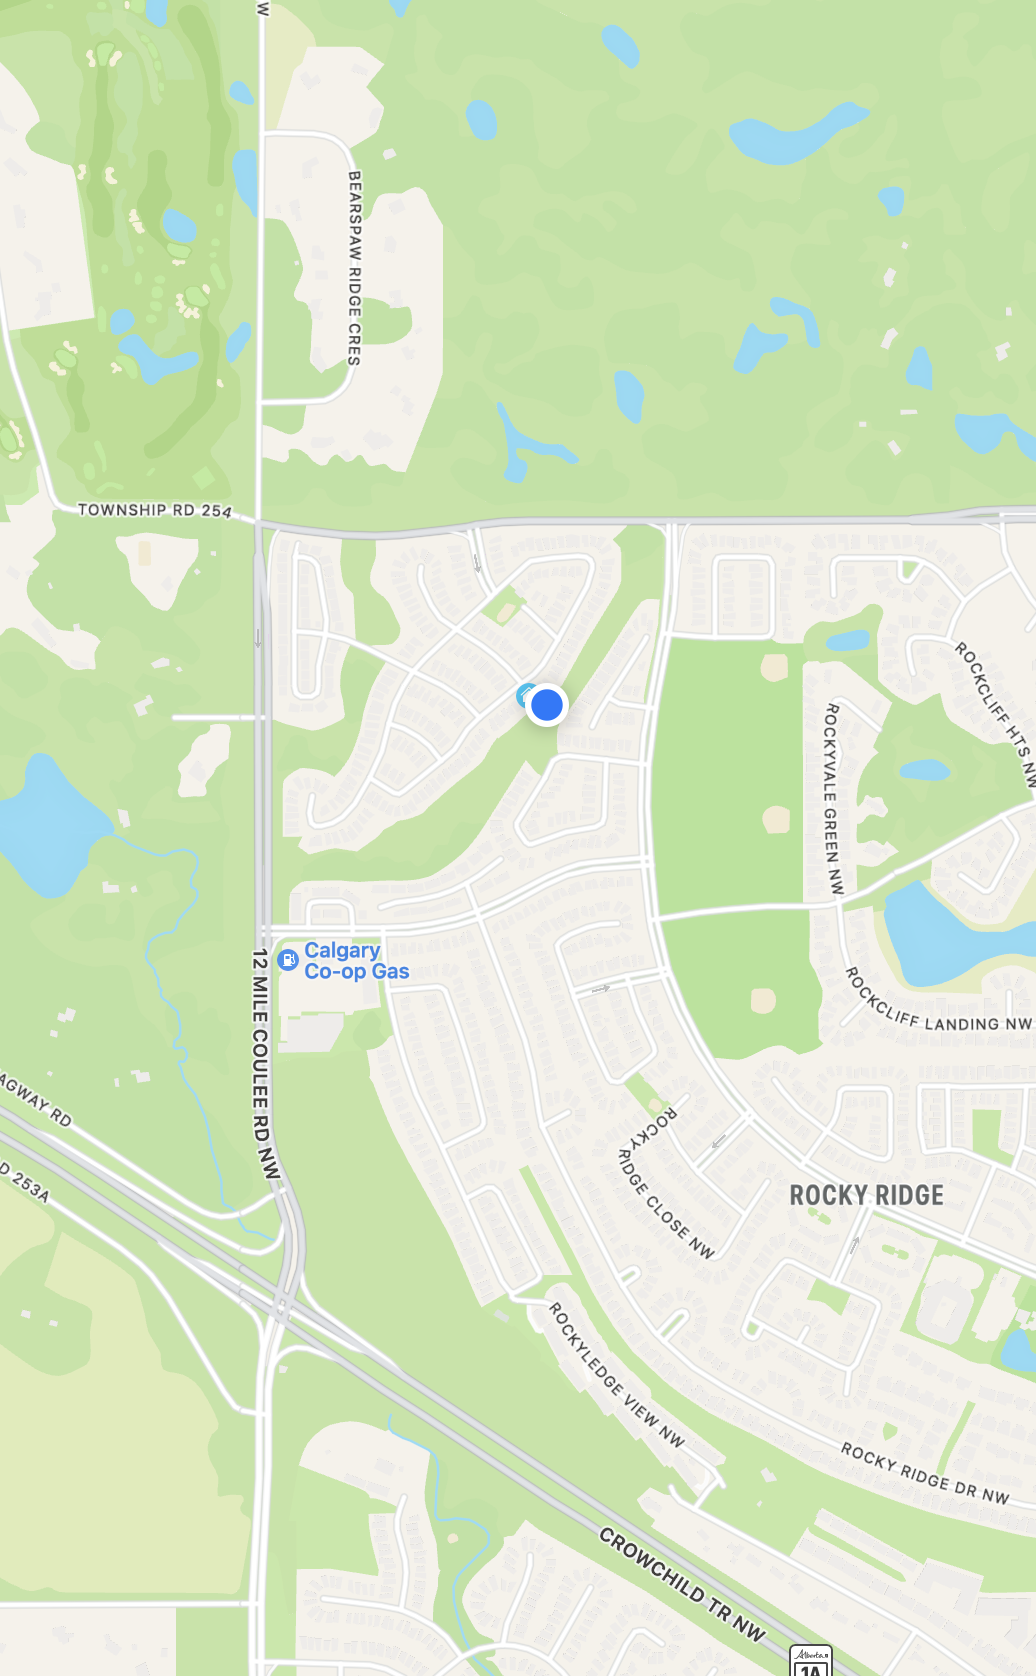 W
BEARSPAW RIDGE CRES
TOWNSHIP RD 254
ROCKCLIFF HTS NW
ROCKYVALE GREEN NW
Calgary
Co-op Gas
12 MILE COULEE RD NW
ROCKCLIFF LANDING NW
AGWAY RD
D 253A
ROCKY
RIDGE CLOSE NW
ROCKY RIDGE
ROCKYLEDGE VIEW NW
ROCKY RIDGE DR NW
CROWCHILD TR NW
Alberta
1A